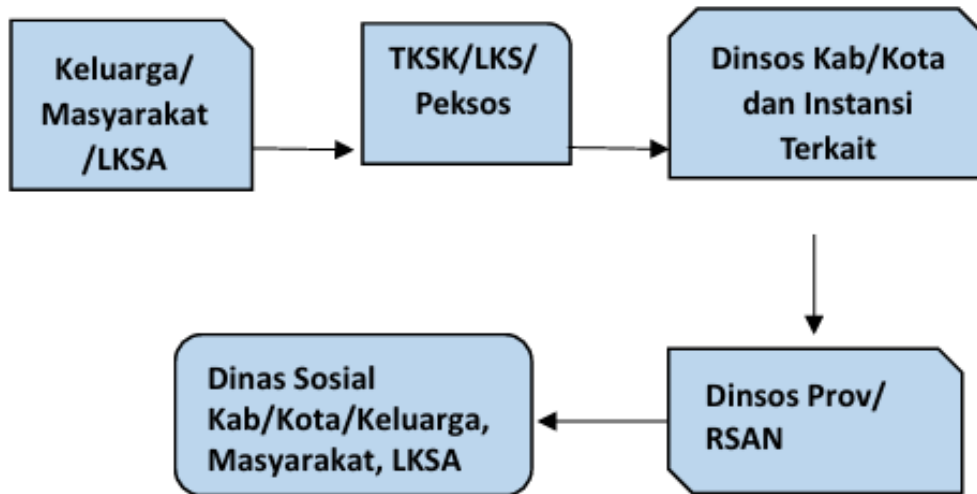 Keluarga/
Masyarakat
/LKSA
TKSK/LKS/
Peksos
Dinsos Kab/Kota
dan Instansi
Terkait
Dinsos Prov/
RSAN
Dinas Sosial
Kab/Kota/Keluarga,
Masyarakat, LKSA